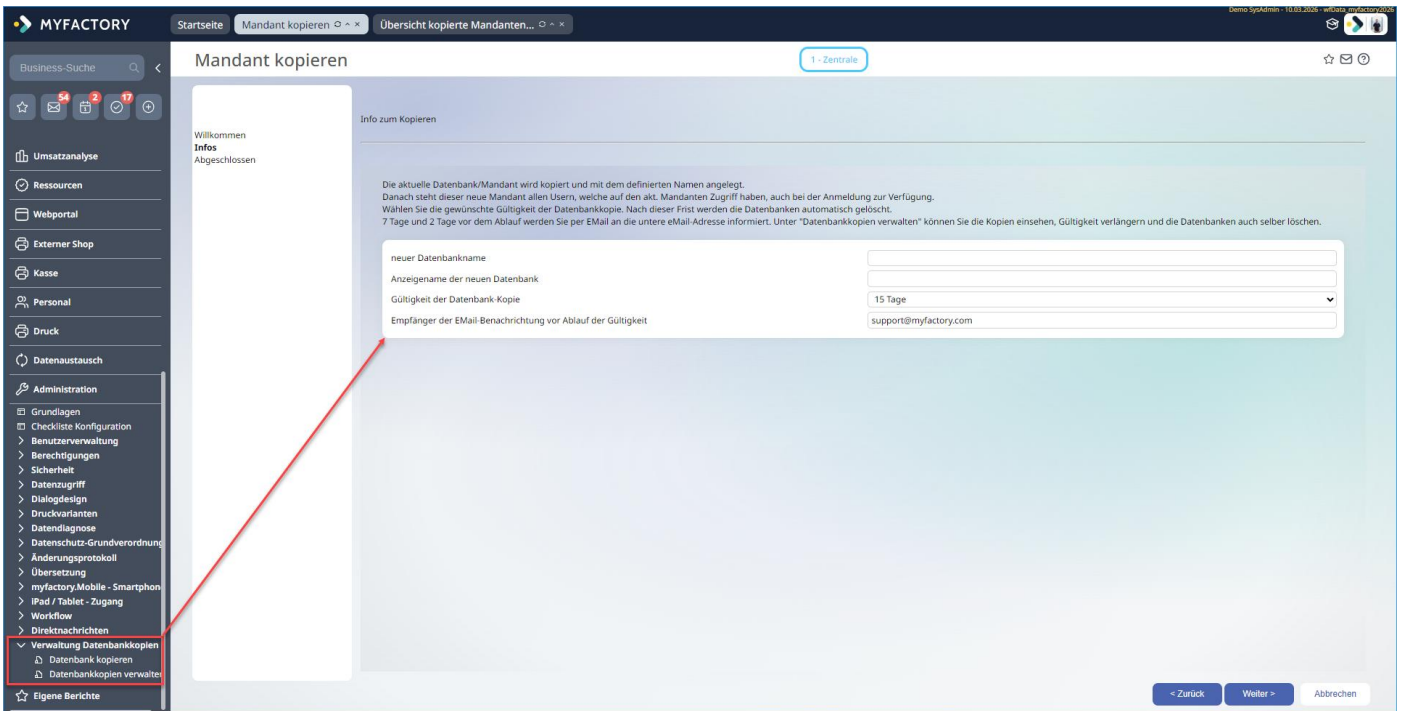 Demo SysAdmin - 10.03.2026 - wfData_myfactory2026
MYFACTORY
Startseite
Mandant kopieren
Übersicht kopierte Mandanten...
Business-Suche
Mandant kopieren
1 - Zentrale
54
2
17
Umsatzanalyse
Ressourcen
Webportal
Externer Shop
Kasse
Personal
Druck
Datenaustausch
Administration
Grundlagen
Checkliste Konfiguration
Benutzerverwaltung
Berechtigungen
Sicherheit
Datenzugriff
Dialogdesign
Druckvarianten
Datendiagnose
Datenschutz-Grundverordnung
Änderungsprotokoll
Übersetzung
myfactory.Mobile - Smartphon
iPad / Tablet - Zugang
Workflow
Direktnachrichten
Verwaltung Datenbankkopien
Datenbank kopieren
Datenbankkopien verwalten
Eigene Berichte
Willkommen
Infos
Abgeschlossen
Info zum Kopieren
Die aktuelle Datenbank/Mandant wird kopiert und mit dem definierten Namen angelegt.
Danach steht dieser neue Mandant allen Usern, welche auf den akt. Mandanten Zugriff haben, auch bei der Anmeldung zur Verfügung.
Wählen Sie die gewünschte Gültigkeit der Datenbankkopie. Nach dieser Frist werden die Datenbanken automatisch gelöscht.
7 Tage und 2 Tage vor dem Ablauf werden Sie per EMail an die untere eMail-Adresse informiert. Unter "Datenbankkopien verwalten" können Sie die Kopien einsehen, Gültigkeit verlängern und die Datenbanken auch selber löschen.
neuer Datenbankname
Anzeigename der neuen Datenbank
Gültigkeit der Datenbank-Kopie
15 Tage
Empfänger der EMail-Benachrichtung vor Ablauf der Gültigkeit
support@myfactory.com
< Zurück
Weiter >
Abbrechen